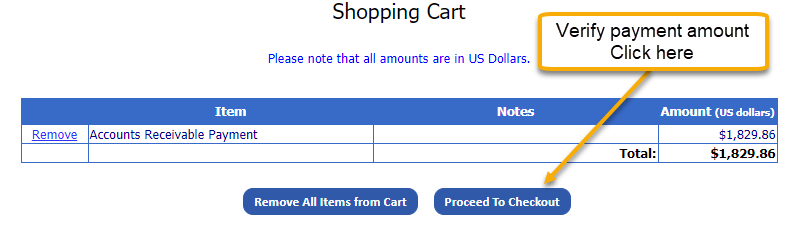 Shopping Cart
Verify payment amount
Click here
Please note that all amounts are in US Dollars.
Item Notes Amount (US dollars)
Remove Accounts Receivable Payment $1,829.86
Total: $1,829.86
Remove All Items from Cart Proceed To Checkout